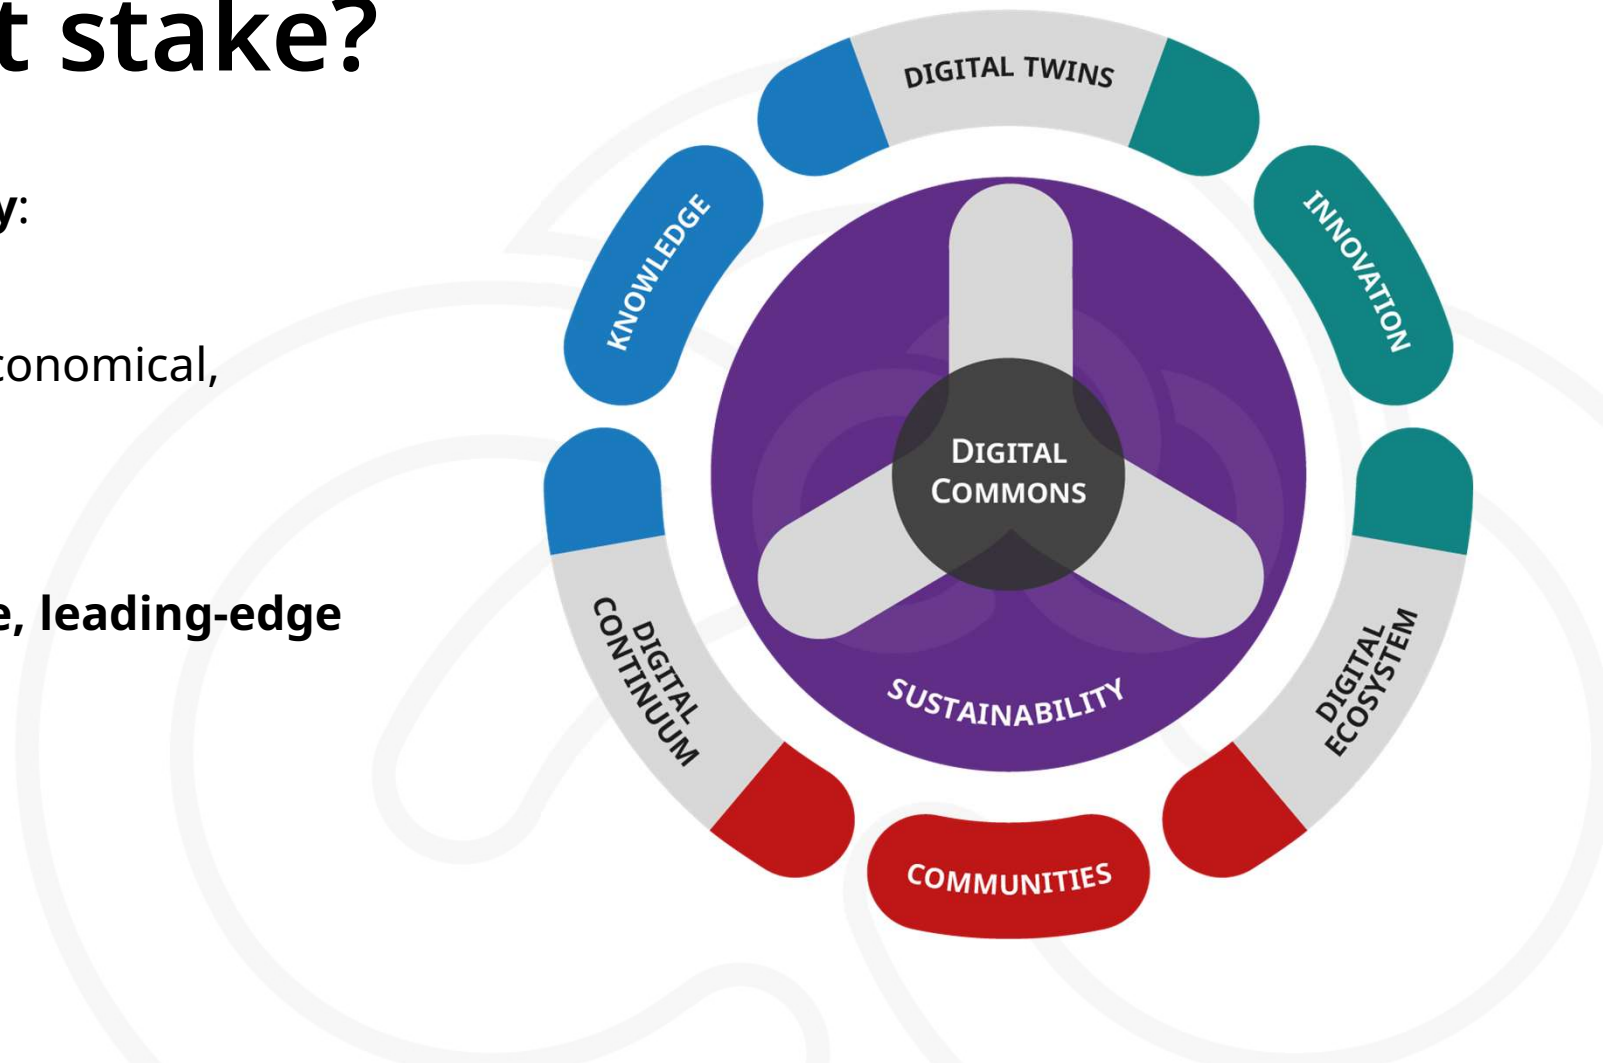 t stake?
y:
conomical,
e, leading-edge
DIGITAL TWINS
KNOWLEDGE
INNOVATION
DIGITAL
COMMONS
DIGITAL
CONTINUUM
DIGITAL
ECOSYSTEM
SUSTAINABILITY
COMMUNITIES